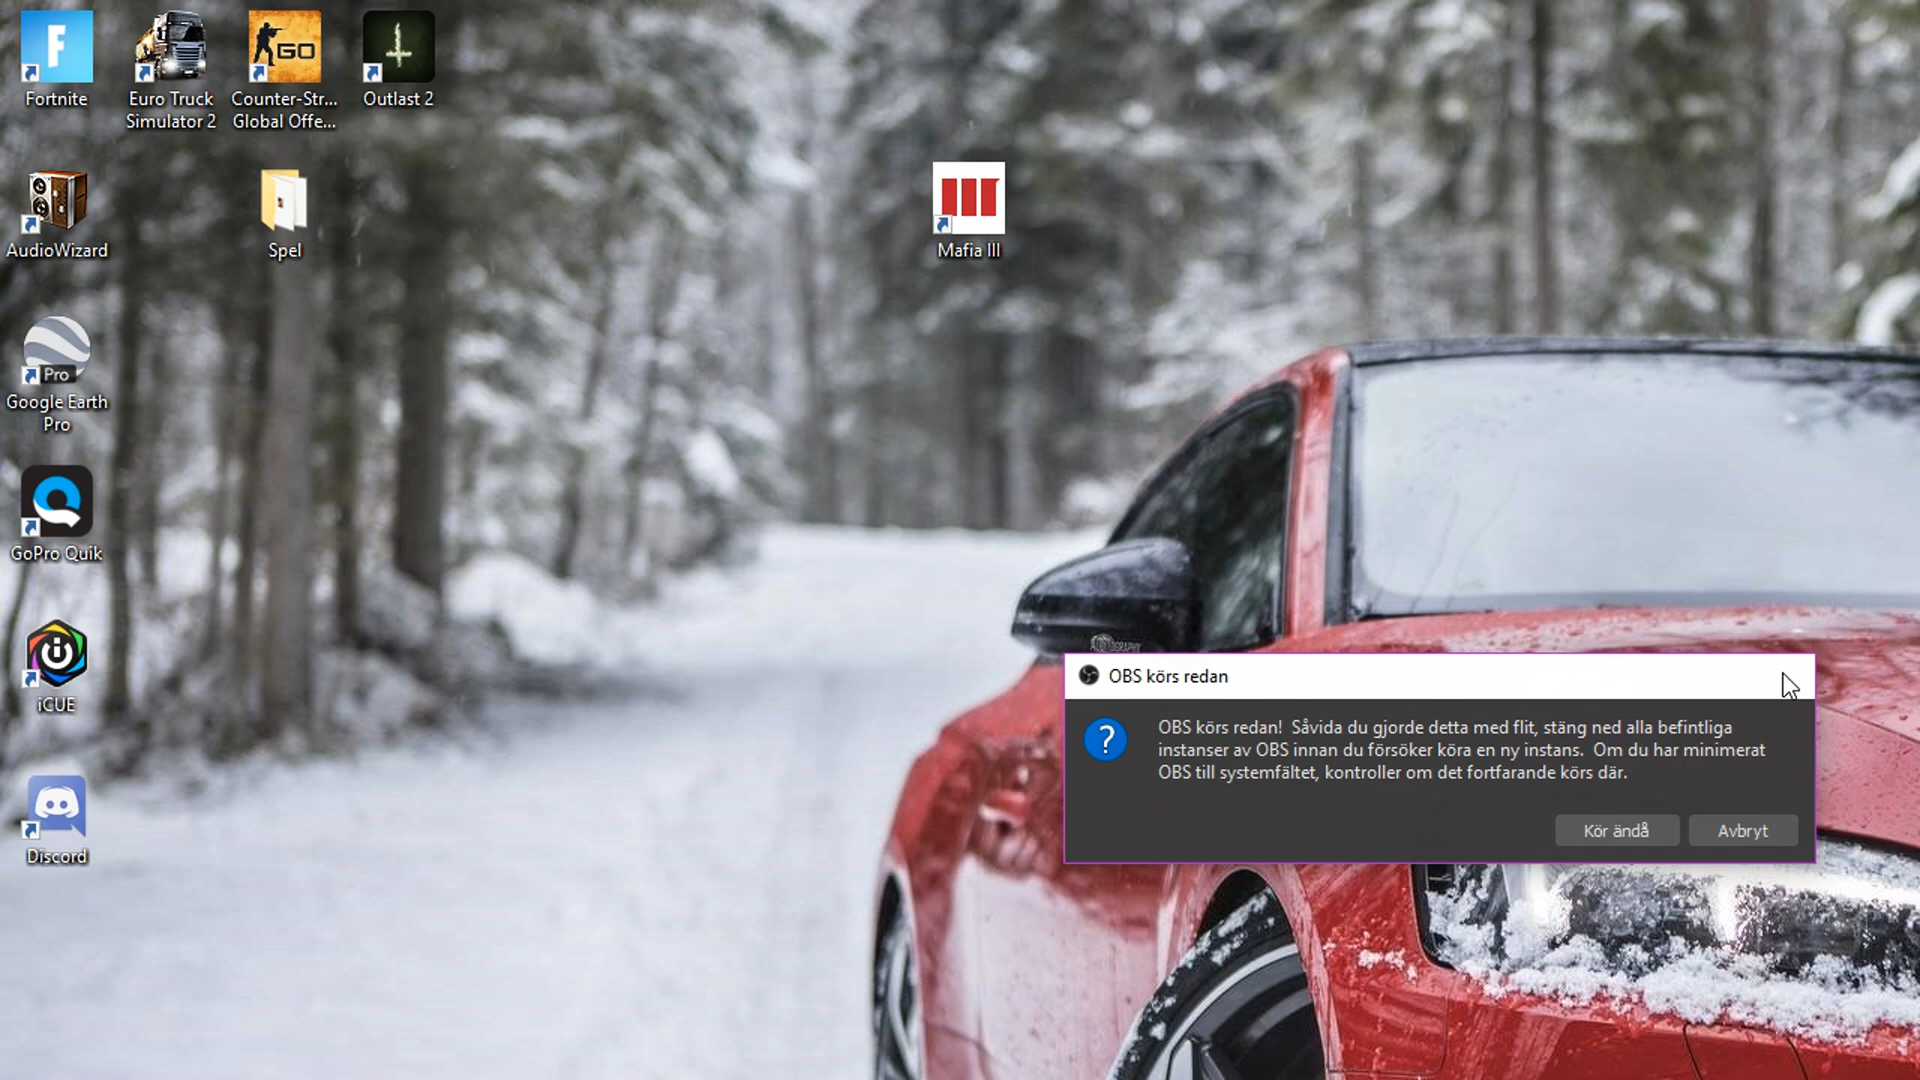 Fortnite
Euro Truck
Simulator 2
Counter-Str...
Global Offe...
GO
Outlast 2
AudioWizard
Spel
Mafia III
Pro
Google Earth
Pro
GoPro Quik
iCUE
Discord
OBS körs redan
OBS körs redan! Såvida du gjorde detta med flit, stäng ned alla befintliga
instanser av OBS innan du försöker köra en ny instans. Om du har minimerat
OBS till systemfältet, kontroller om det fortfarande körs där.
Kör ändå
Avbryt